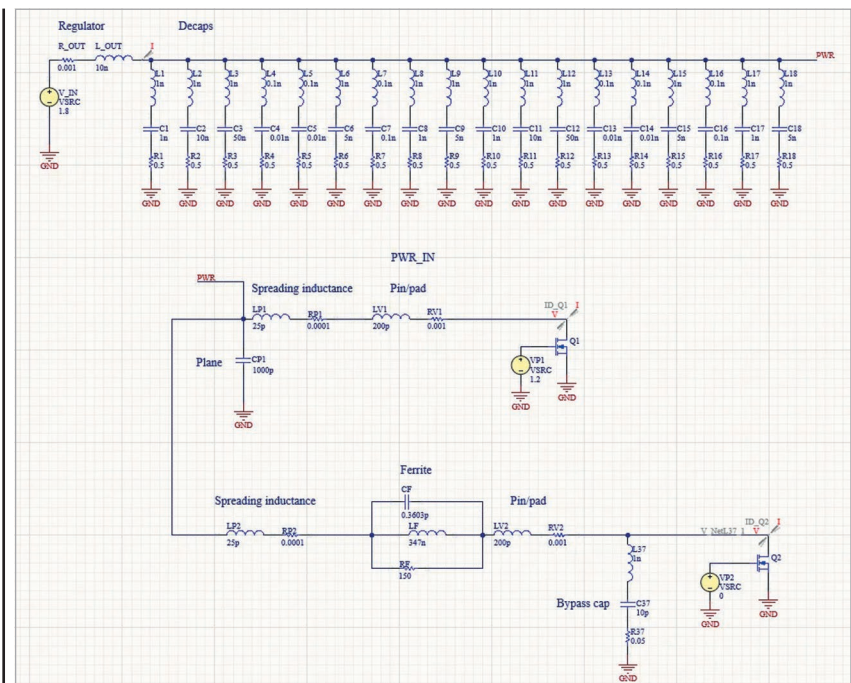 Regulator Decaps
R_OUT L_OUT I
0.001 10n
PWR
V_IN
VSRC
1.8
GND
L1 L2 L3 L4 L5 L6 L7 L8 L9 L10 L11 L12 L13 L14 L15 L16 L17 L18
1n 1n 1n 0.1n 0.1n 1n 0.1n 1n 1n 1n 1n 1n 0.1n 0.1n 1n 0.1n 1n 1n
C1 C2 C3 C4 C5 C6 C7 C8 C9 C10 C11 C12 C13 C14 C15 C16 C17 C18
1n 10n 50n 0.01n 0.01n 5n 0.1n 1n 5n 1n 10n 50n 0.01n 0.01n 5n 0.1n 1n 5n
R1 R2 R3 R4 R5 R6 R7 R8 R9 R10 R11 R12 R13 R14 R15 R16 R17 R18
0.5 0.5 0.5 0.5 0.5 0.5 0.5 0.5 0.5 0.5 0.5 0.5 0.5 0.5 0.5 0.5 0.5 0.5
GND GND GND GND GND GND GND GND GND GND GND GND GND GND GND GND GND GND
PWR_IN
PWR
Spreading inductance Pin/pad
LP1 RP1 LV1 RV1
25p 0.0001 200p 0.001
ID_Q1 I
V
Q1
Plane
CP1
1000p
VP1
VSRC
1.2
GND
GND
GND
Ferrite
Spreading inductance Pin/pad
CF
0.3603p
LP2 RP2 LF LV2 RV2
25p 0.0001 347n 200p 0.001
RF
150
V_NetL37_1 V
ID_Q2 I
Q2
L37
1n
VP2
VSRC
0
Bypass cap
C37
10p
GND
GND
R37
0.05
GND